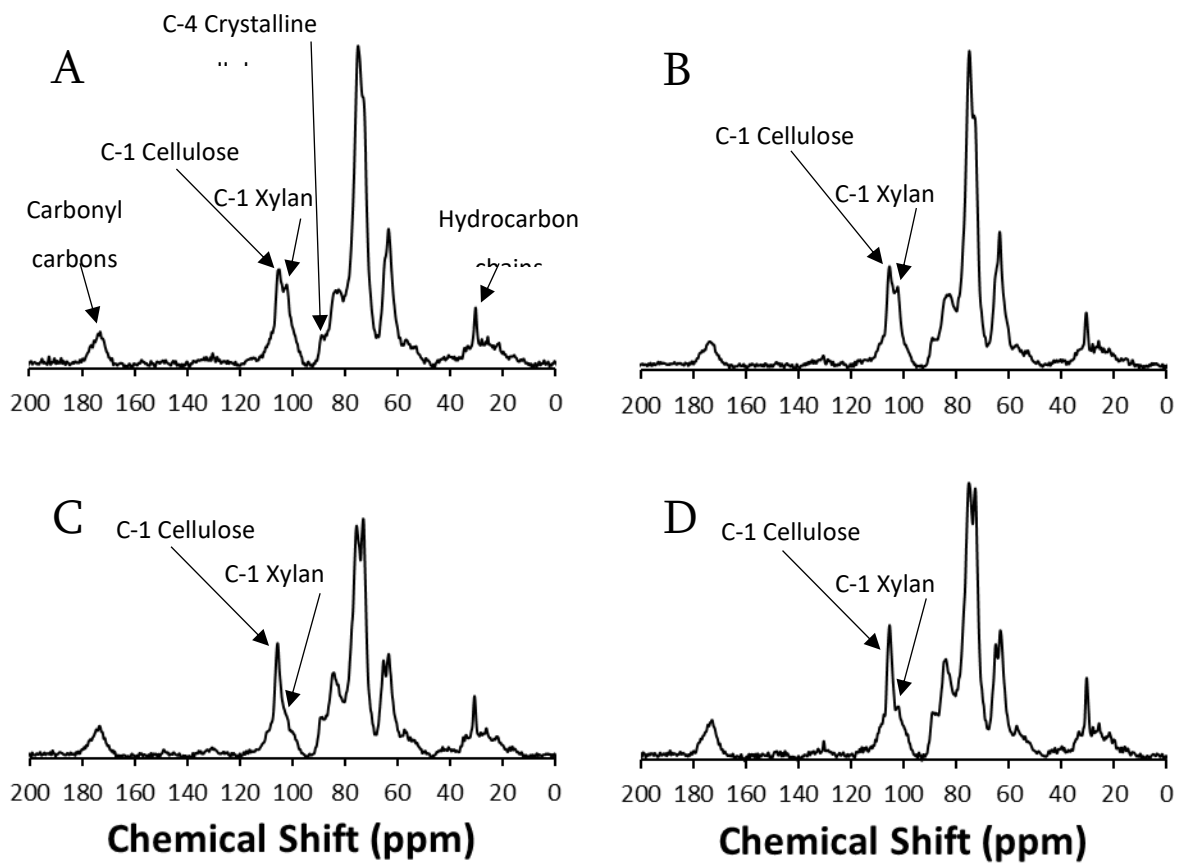 C-4 Crystalline
A
C-1 Cellulose
C-1 Xylan
Carbonyl
carbons
Hydrocarbon
chains
200 180 160 140 120 100 80 60 40 20 0
B
C-1 Cellulose
C-1 Xylan
200 180 160 140 120 100 80 60 40 20 0
C
C-1 Cellulose
C-1 Xylan
200 180 160 140 120 100 80 60 40 20 0
Chemical Shift (ppm)
D
C-1 Cellulose
C-1 Xylan
200 180 160 140 120 100 80 60 40 20 0
Chemical Shift (ppm)